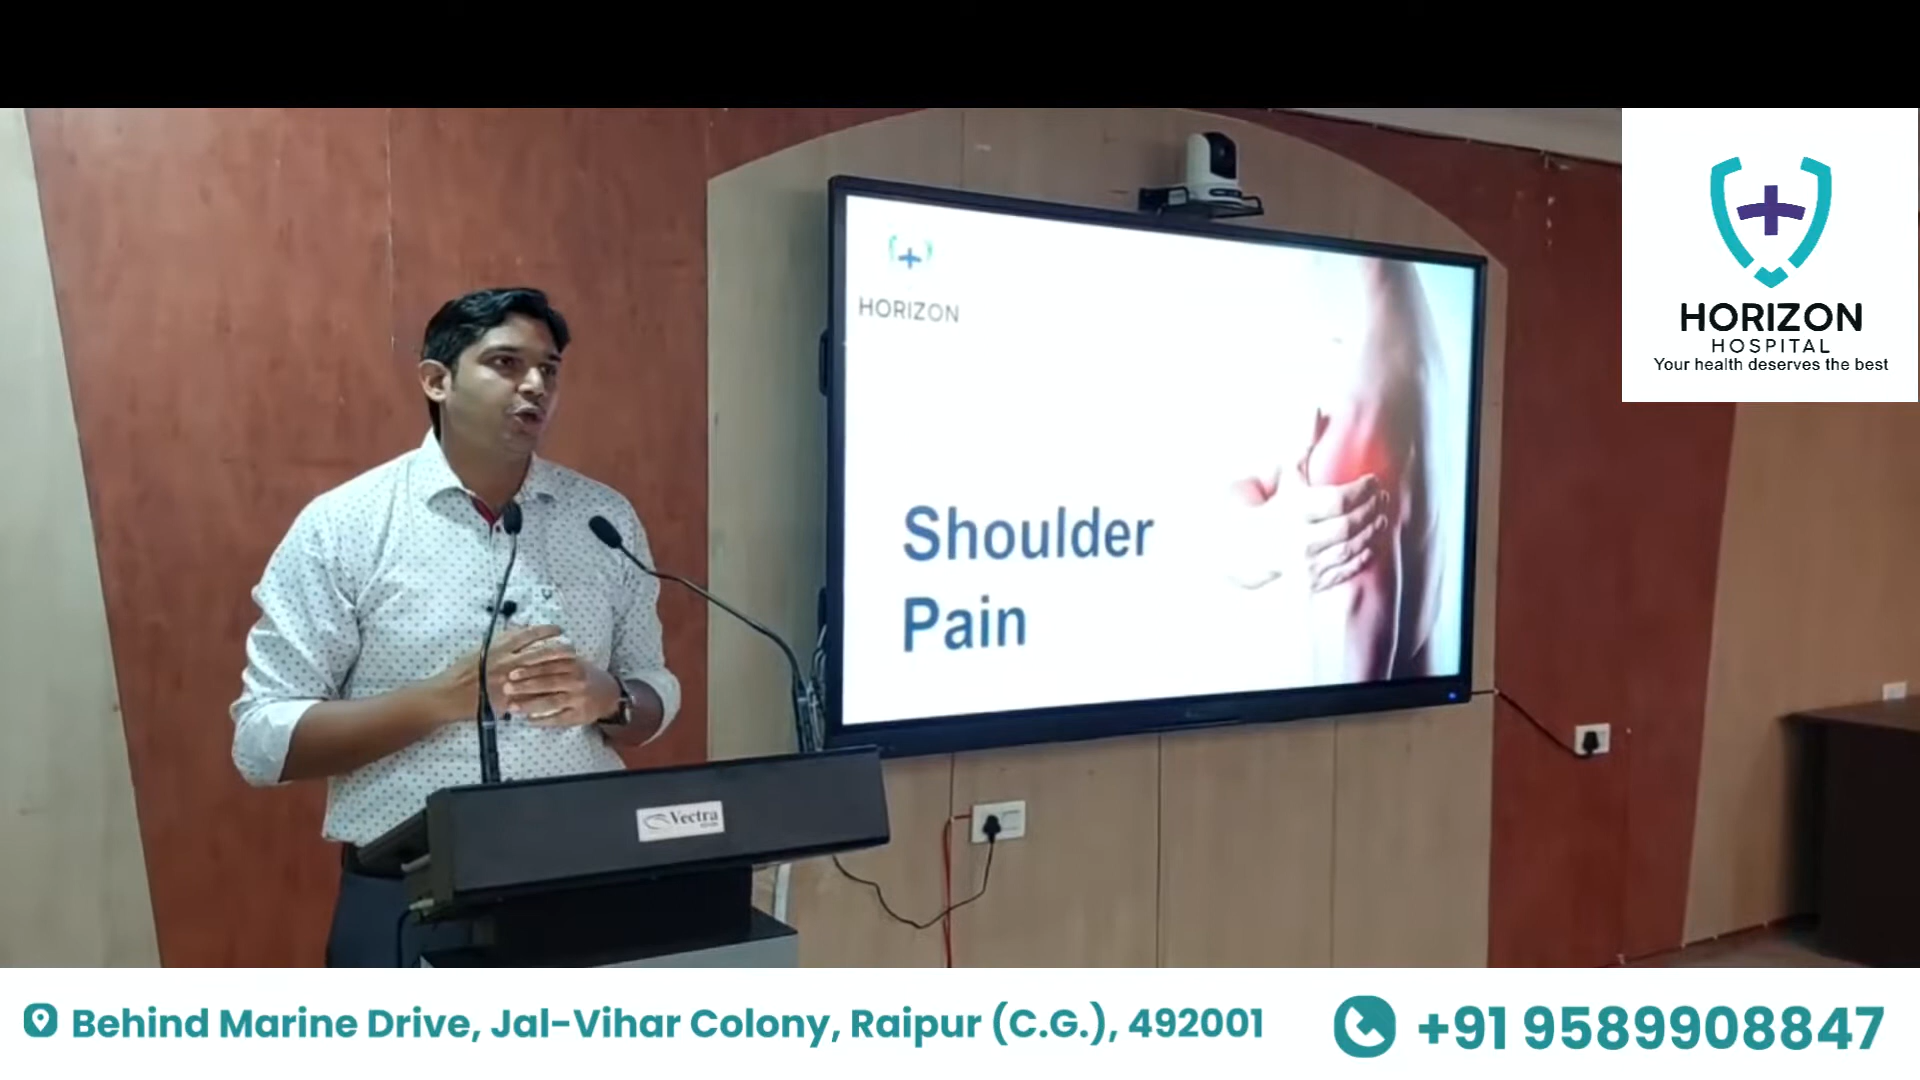 HORIZON
HOSPITAL
Your health deserves the best
HORIZON
Shoulder
Pain
Vectra
Behind Marine Drive, Jal-Vihar Colony, Raipur (C.G.), 492001
+91 9589908847